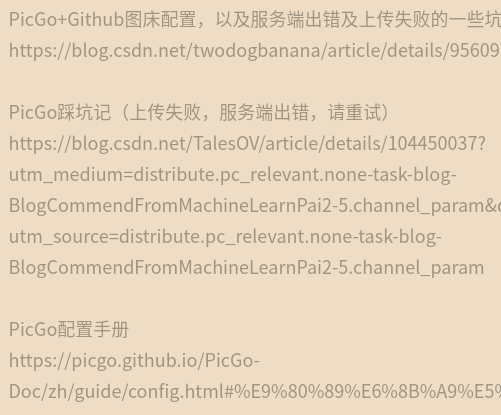 PicGo+Github图床配置，以及服务端出错及上传失败的一些坑
https://blog.csdn.net/twodogbanana/article/details/95609
PicGo踩坑记（上传失败，服务端出错，请重试）
https://blog.csdn.net/TalesOV/article/details/104450037?
utm_medium=distribute.pc_relevant.none-task-blog-
BlogCommendFromMachineLearnPai2-5.channel_param&
utm_source=distribute.pc_relevant.none-task-blog-
BlogCommendFromMachineLearnPai2-5.channel_param
PicGo配置手册
https://picgo.github.io/PicGo-
Doc/zh/guide/config.html#%E9%80%89%E6%8B%A9%E5%